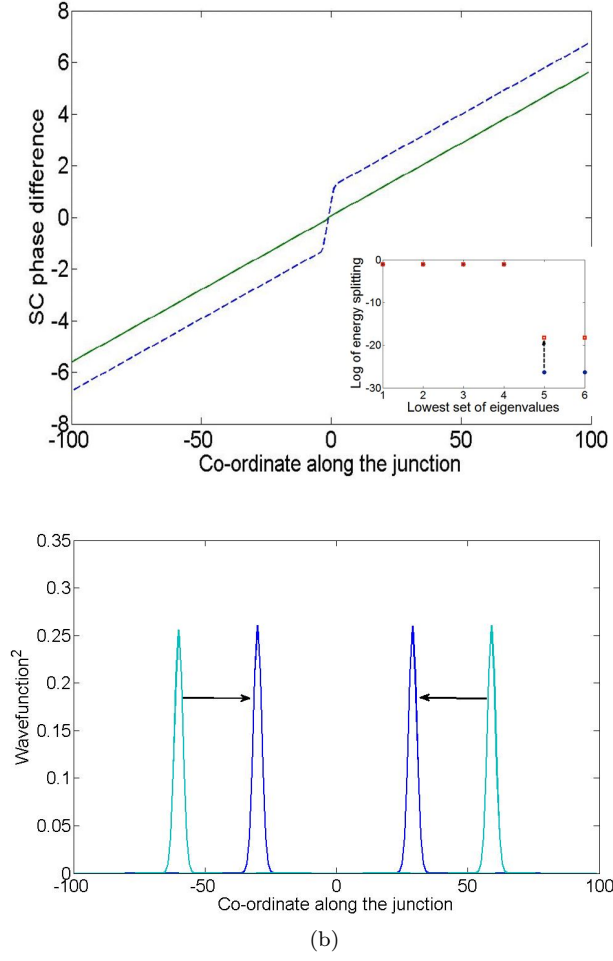 8
6
4
2
0
-2
-4
-6
-8
SC phase difference
-100 -50 0 50 100
Co-ordinate along the junction
0
-10
-20
-30
Log of energy splitting
1 2 3 4 5 6
Lowest set of eigenvalues
0.35
0.3
0.25
0.2
0.15
0.1
0.05
0
Wavefunction²
-100 -50 0 50 100
Co-ordinate along the junction
(b)